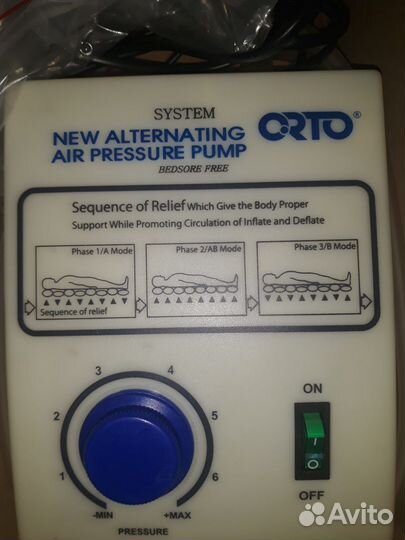 SYSTEM
NEW ALTERNATING
AIR PRESSURE PUMP
BEDSORE FREE
ORTO®
Sequence of Relief Which Give the Body Proper
Support While Promoting Circulation of Inflate and Deflate
Phase 1/A Mode
Phase 2/AB Mode
Phase 3/B Mode
Sequence of relief
1
2
3
4
5
6
-MIN
+MAX
PRESSURE
ON
I
O
OFF
Avito